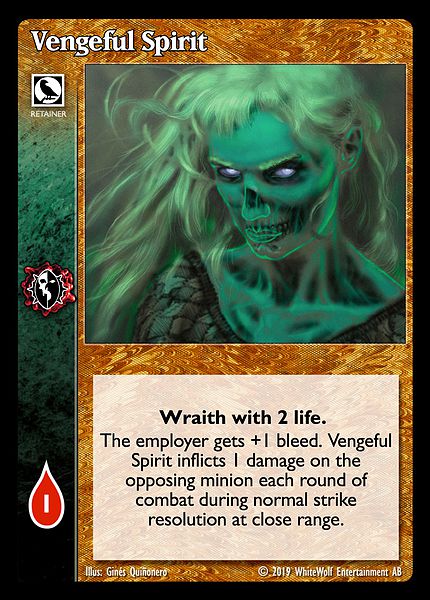 Vengeful Spirit
RETAINER
Wraith with 2 life.
The employer gets +1 bleed. Vengeful
Spirit inflicts 1 damage on the
opposing minion each round of
combat during normal strike
resolution at close range.
1
Illus: Ginés Quiñonero
© 2019 WhiteWolf Entertainment AB